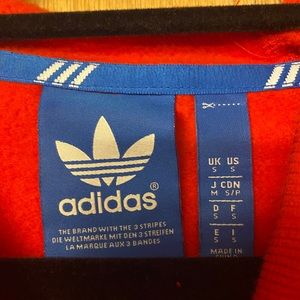 adidas®
THE BRAND WITH THE 3 STRIPES
DIE WELTMARKE MIT DEN 3 STREIFEN
LA MARQUE AUX 3 BANDES
UK US
S S
J CDN
M S/P
D F
S S
E I
S S
MADE IN